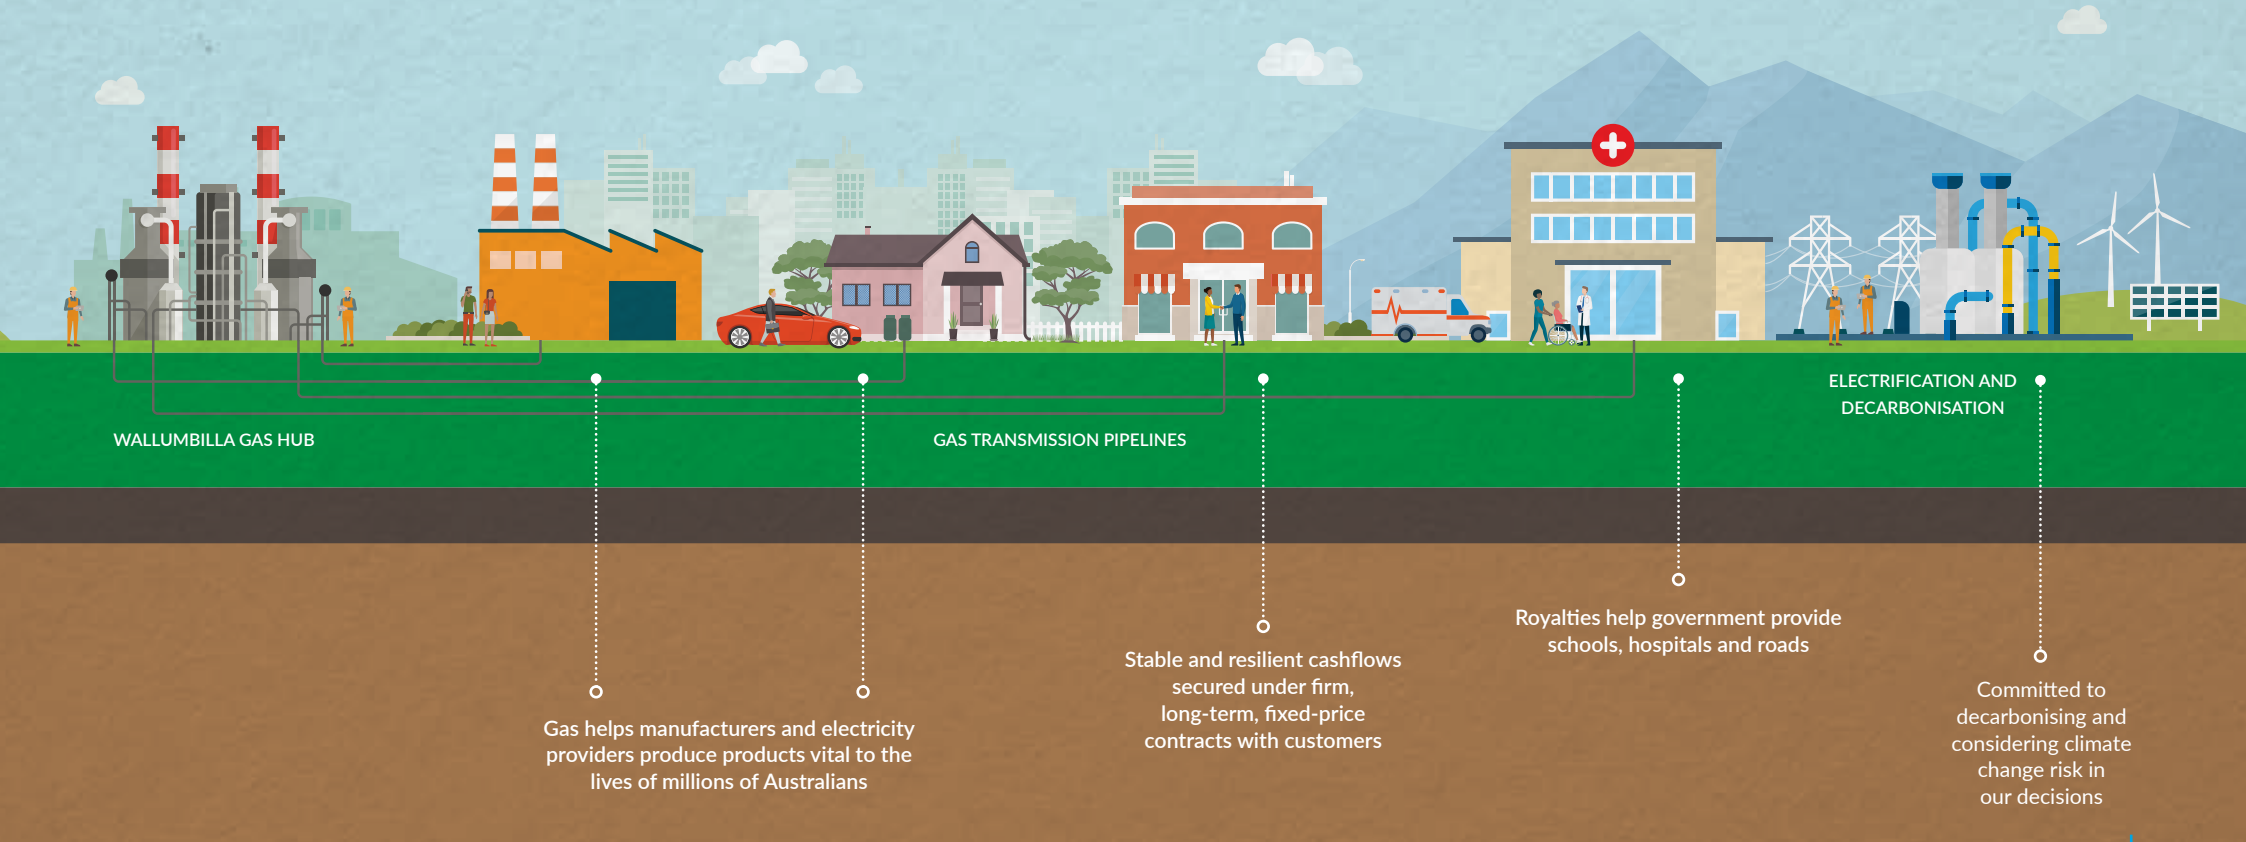 WALLUMBILLA GAS HUB
GAS TRANSMISSION PIPELINES
ELECTRIFICATION AND
DECARBONISATION
Gas helps manufacturers and electricity
providers produce products vital to the
lives of millions of Australians
Stable and resilient cashflows
secured under firm,
long-term, fixed-price
contracts with customers
Royalties help government provide
schools, hospitals and roads
Committed to
decarbonising and
considering climate
change risk in
our decisions